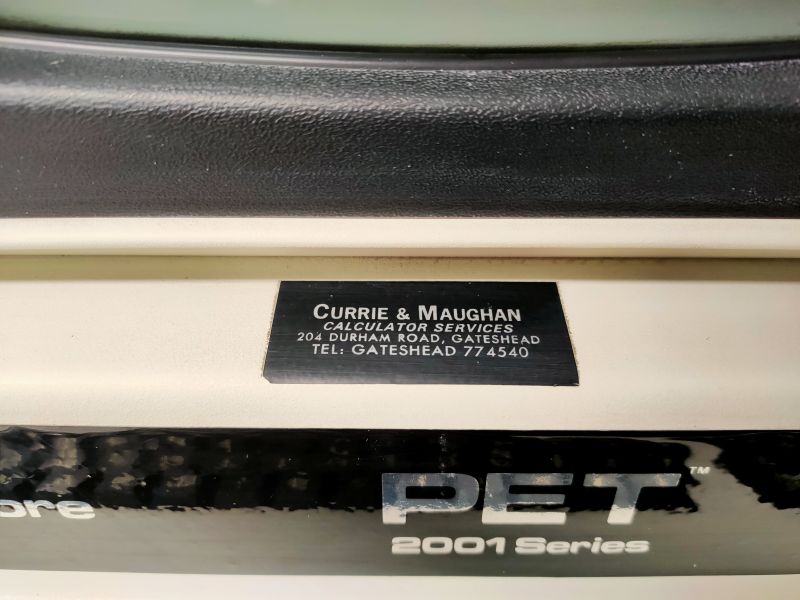 CURRIE & MAUGHAN
CALCULATOR SERVICES
204 DURHAM ROAD, GATESHEAD
TEL: GATESHEAD 774540
ore PET™
2001 Series